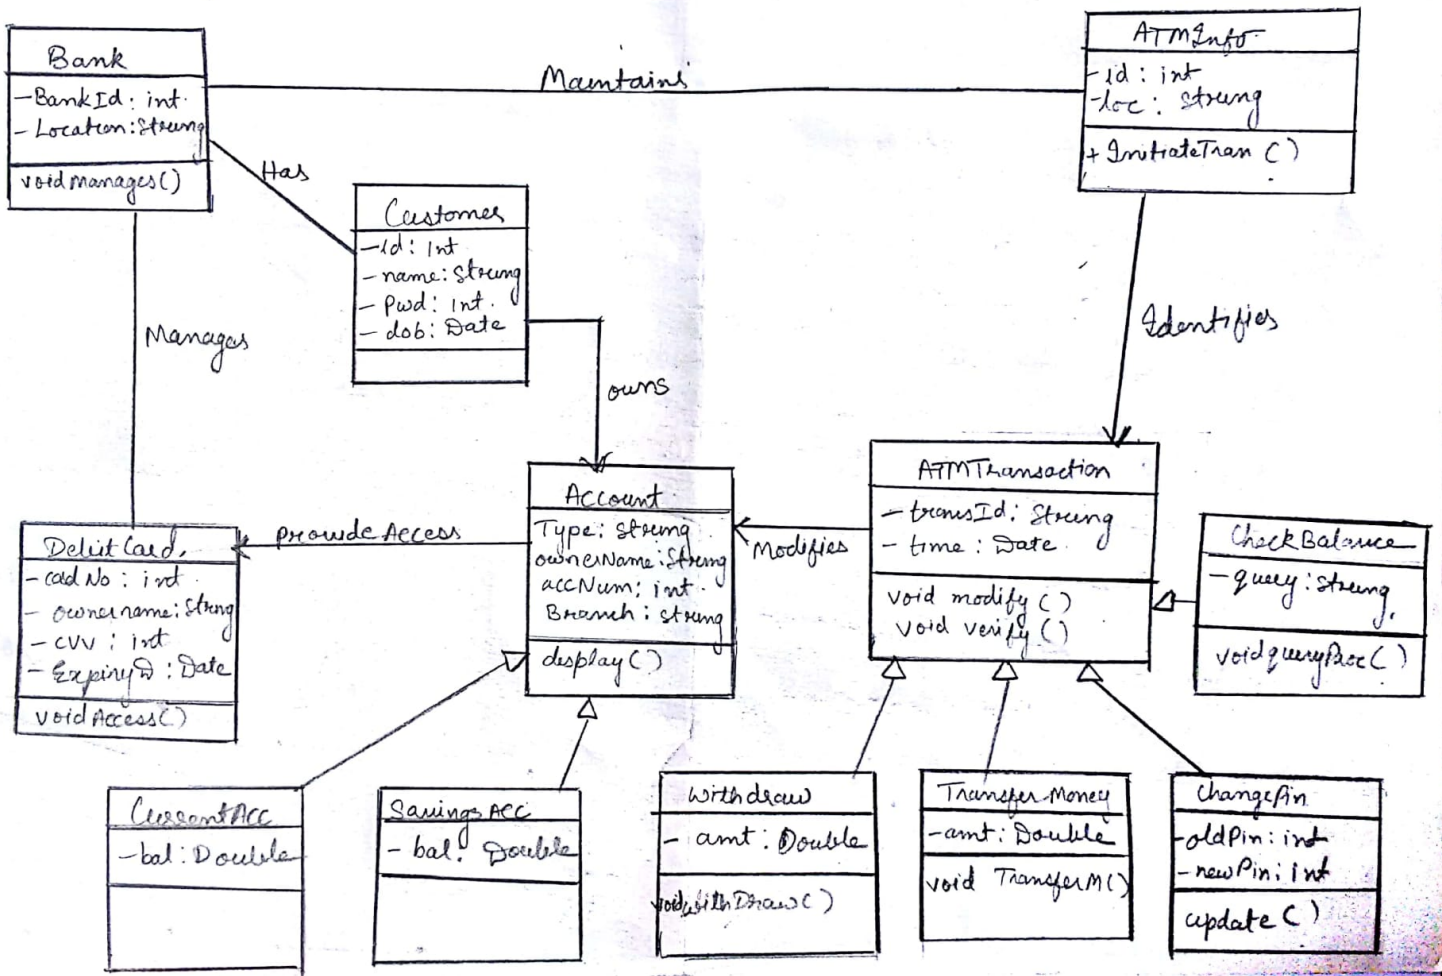 Bank
- BankId: int.
- Location: String
void manages()
Maintains
ATMInfo.
- id: int
- loc: String
+ InitiateTran ()
Has
Customer
- id: Int
- name: String
- Pwd: Int.
- dob: Date
Manages
owns
Identifies
Account.
Type: String
ownerName: String
accNum: int.
Branch: String
display()
provide Access
Modifies
ATMTransaction
- transId: String
- time: Date.
void modify()
void verify()
CheckBalance
- query: String.
void queryProc()
Debit Card.
- cad No: int.
- ownername: String
- CVV: int
- ExpiryD: Date
void Access()
CurrentAcc
- bal: Double
Savings Acc
- bal: Double
Withdraw
- amt: Double
void withDraw()
Transfer Money
- amt: Double
void TransferM()
ChangePin
- oldPin: int
- newPin: int
update()